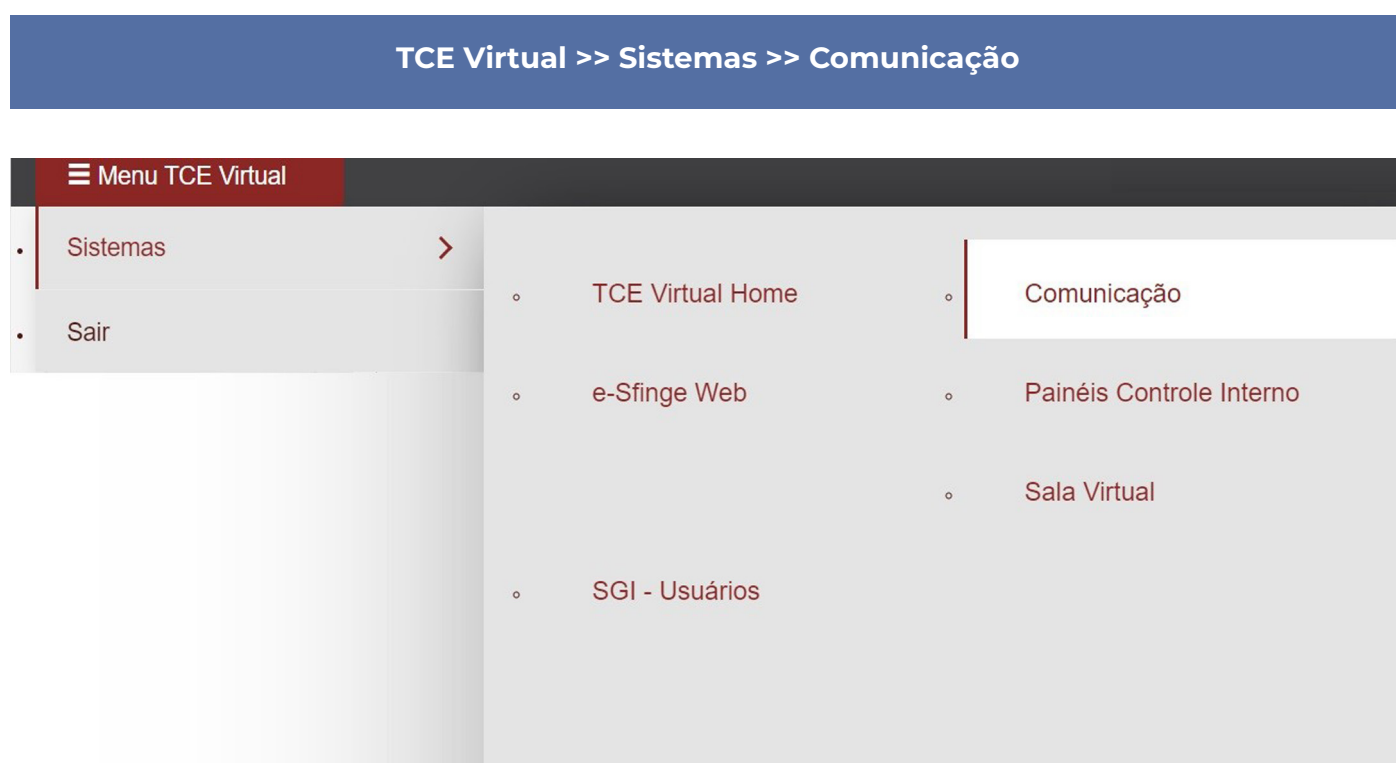 TCE Virtual >> Sistemas >> Comunicação
☰ Menu TCE Virtual
Sistemas
Sair
TCE Virtual Home
Comunicação
e-Sfinge Web
Painéis Controle Interno
Sala Virtual
SGI - Usuários